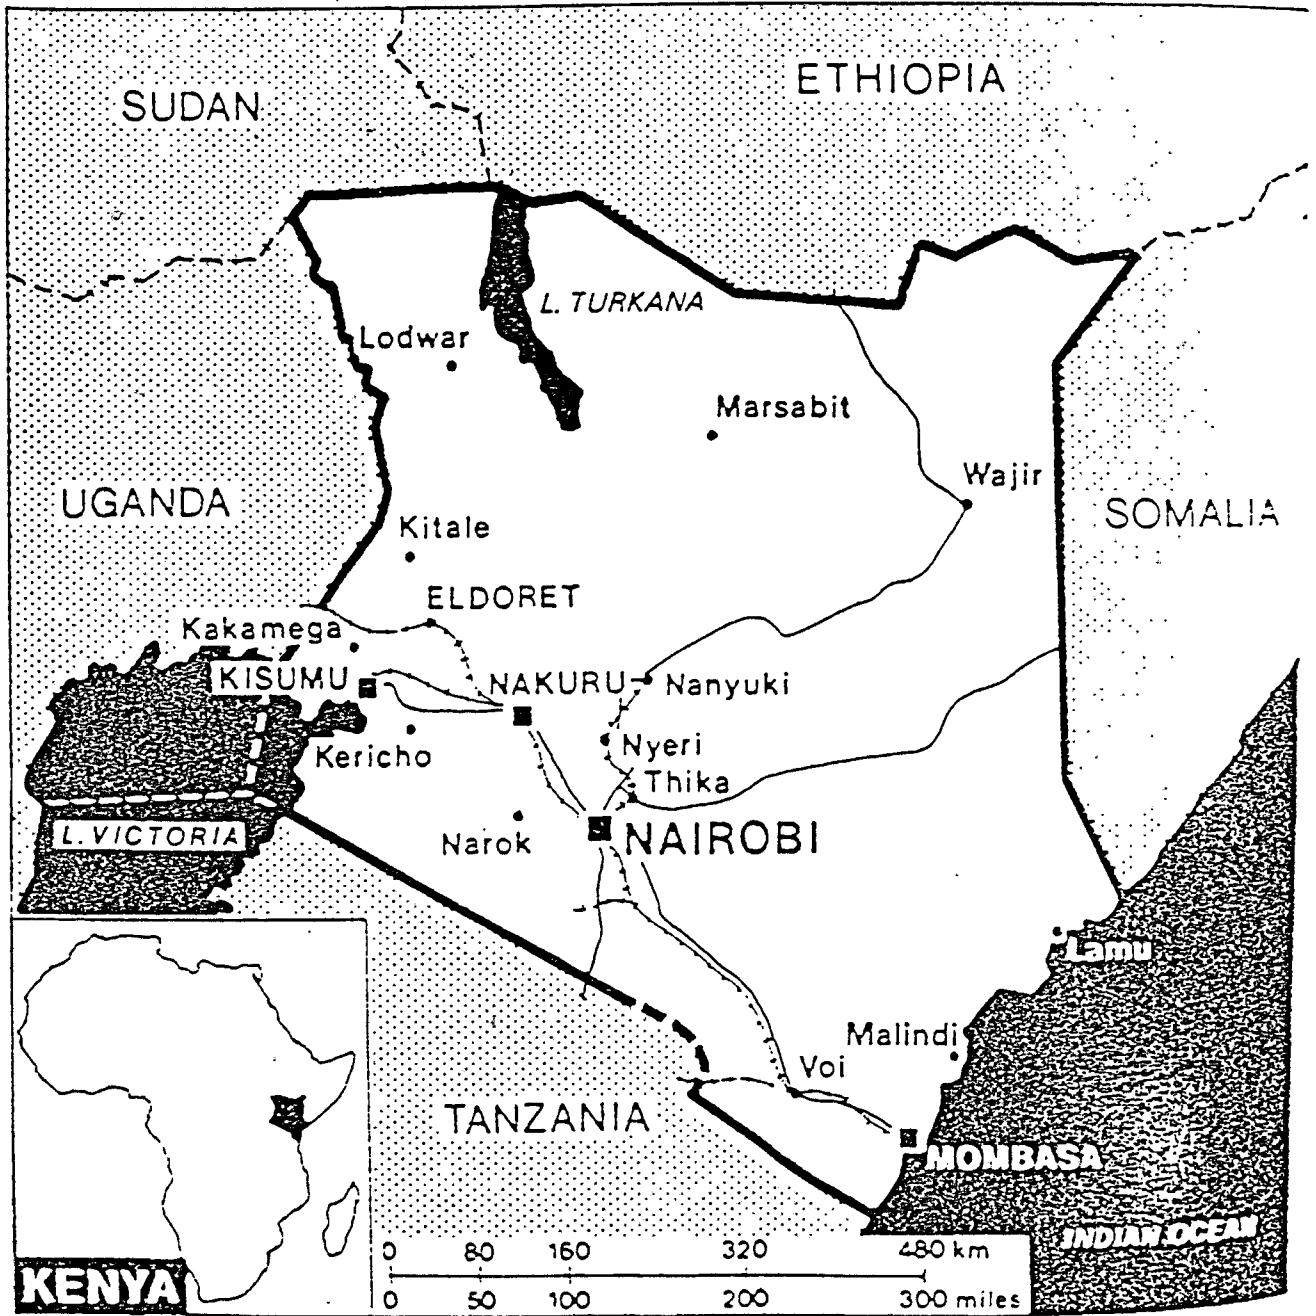 ETHIOPIA
SUDAN
L. TURKANA
Lodwar
Marsabit
Wajir
UGANDA
SOMALIA
Kitale
ELDORET
Kakamega
KISUMU
NAKURU
Nanyuki
Nyeri
Kericho
Thika
L. VICTORIA
Narok
NAIROBI
Lamu
Malindi
Voi
TANZANIA
MOMBASA
INDIAN OCEAN
KENYA
0 80 160 320 480 km
0 50 100 200 300 miles